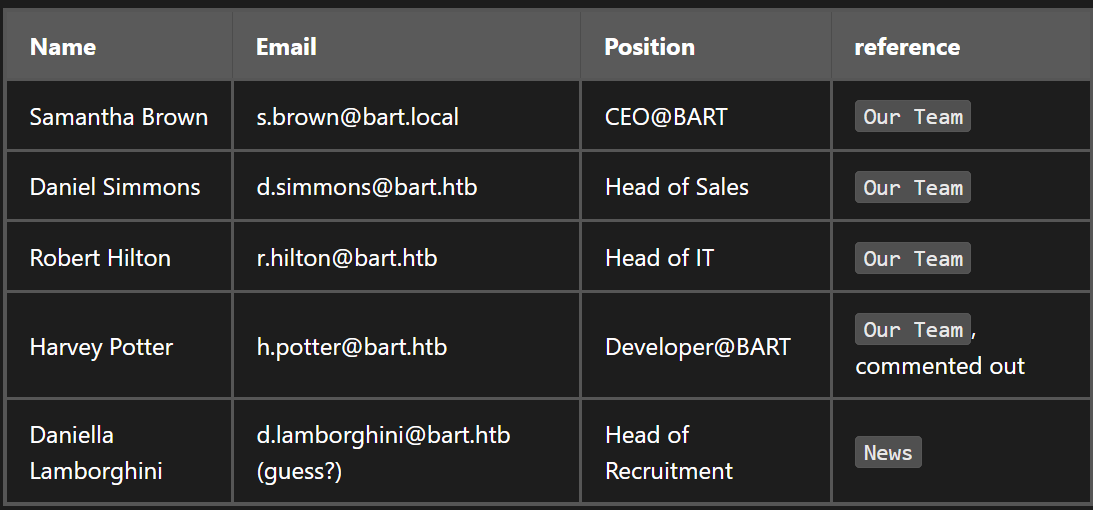 Name Email Position reference
Samantha Brown s.brown@bart.local CEO@BART Our Team
Daniel Simmons d.simmons@bart.htb Head of Sales Our Team
Robert Hilton r.hilton@bart.htb Head of IT Our Team
Harvey Potter h.potter@bart.htb Developer@BART Our Team,
commented out
Daniella d.lamborghini@bart.htb Head of News
Lamborghini (guess?) Recruitment